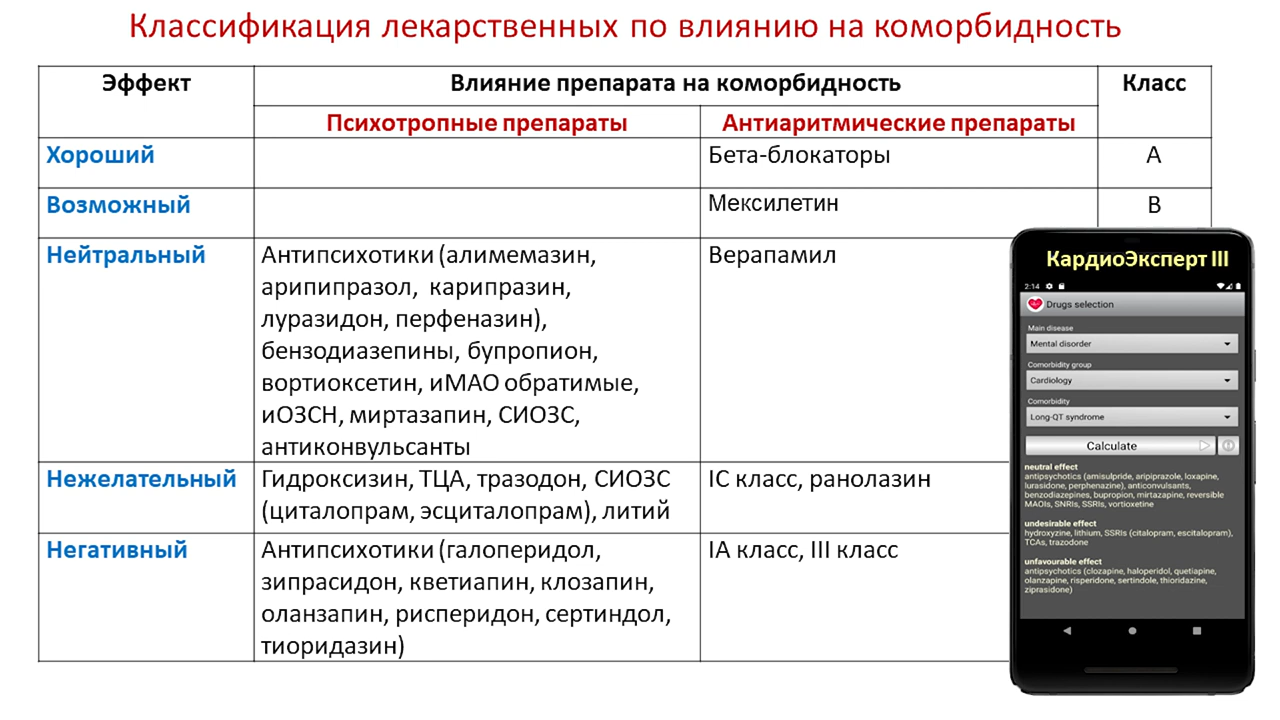 Классификация лекарственных по влиянию на коморбидность
Эффект
Влияние препарата на коморбидность
Класс
Психотропные препараты
Антиаритмические препараты
Хороший
Бета-блокаторы
A
Возможный
Мексилетин
B
Нейтральный
Антипсихотики (алимемазин,
арипипразол, карипразин,
луразидон, перфеназин),
бензодиазепины, бупропион,
вортиоксетин, иМАО обратимые,
иОЗСН, миртазапин, СИОЗС,
антиконвульсанты
Верапамил
Нежелательный
Гидроксизин, ТЦА, тразодон, СИОЗС
(циталопрам, эсциталопрам), литий
IC класс, ранолазин
Негативный
Антипсихотики (галоперидол,
зипрасидон, кветиапин, клозапин,
оланзапин, рисперидон, сертиндол,
тиоридазин)
IA класс, III класс
КардиоЭксперт III
2:14
Drugs selection
Main disease
Mental disorder
Comorbidity group
Cardiology
Comorbidity
Long-QT syndrome
Calculate
neutral effect
antipsychotics (amisulpride, aripiprazole, loxapine,
lurasidone, perphenazine), anticonvulsants,
benzodiazepines, bupropion, mirtazapine, reversible
MAOIs, SNRIs, SSRIs, vortioxetine
undesirable effect
hydroxyzine, lithium, SSRIs (citalopram, escitalopram),
TCAs, trazodone
unfavourable effect
antipsychotics (clozapine, haloperidol, quetiapine,
olanzapine, risperidone, sertindole, thioridazine,
ziprasidone)